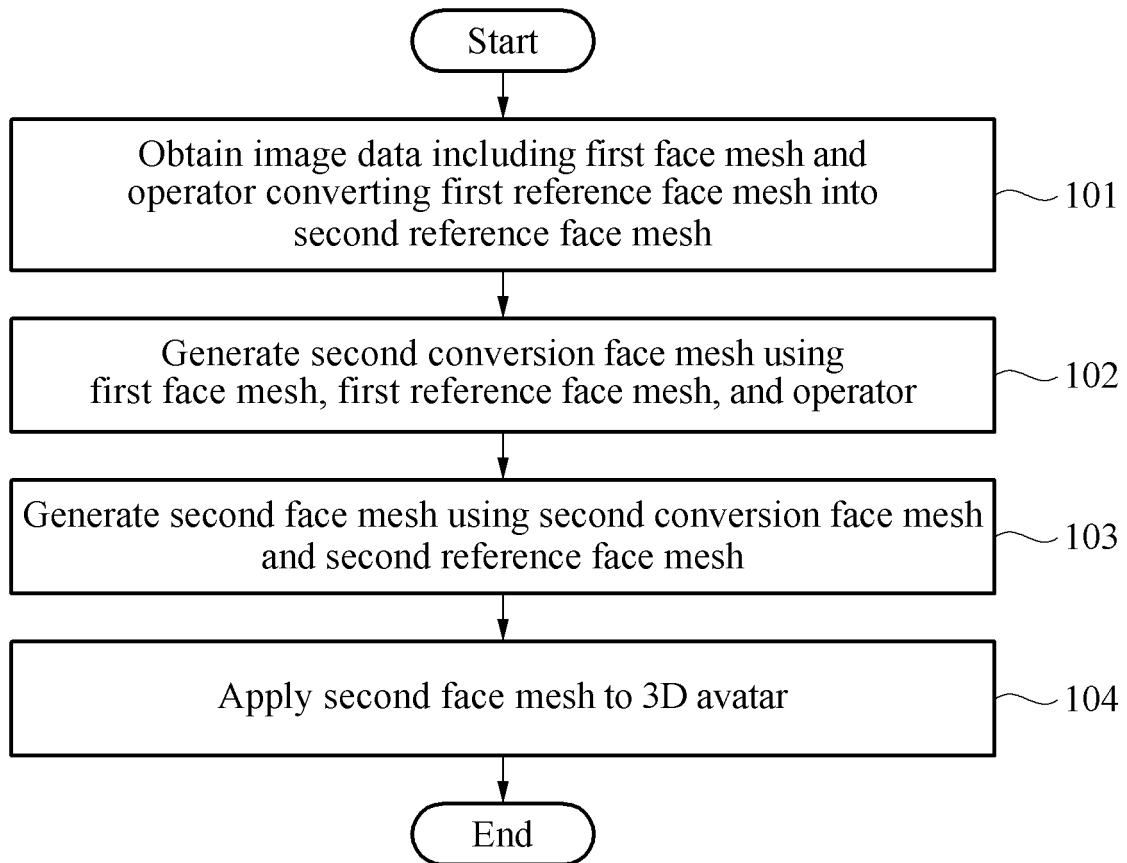 Start
Obtain image data including first face mesh and
operator converting first reference face mesh into
second reference face mesh
101
Generate second conversion face mesh using
first face mesh, first reference face mesh, and operator
102
Generate second face mesh using second conversion face mesh
and second reference face mesh
103
Apply second face mesh to 3D avatar
104
End